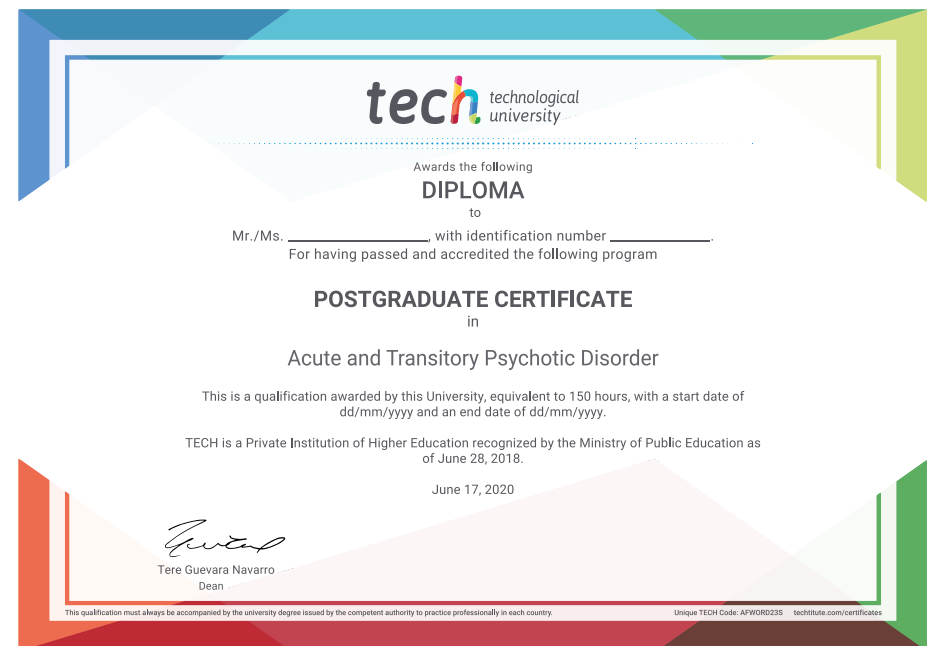 tech technological
university
Awards the following
DIPLOMA
to
Mr./Ms. ____________________, with identification number ______________.
For having passed and accredited the following program
POSTGRADUATE CERTIFICATE
in
Acute and Transitory Psychotic Disorder
This is a qualification awarded by this University, equivalent to 150 hours, with a start date of
dd/mm/yyyy and an end date of dd/mm/yyyy.
TECH is a Private Institution of Higher Education recognized by the Ministry of Public Education as
of June 28, 2018.
June 17, 2020
Tere Guevara Navarro
Dean
This qualification must always be accompanied by the university degree issued by the competent authority to practice professionally in each country. Unique TECH Code: AFWORD23S techtitute.com/certificates